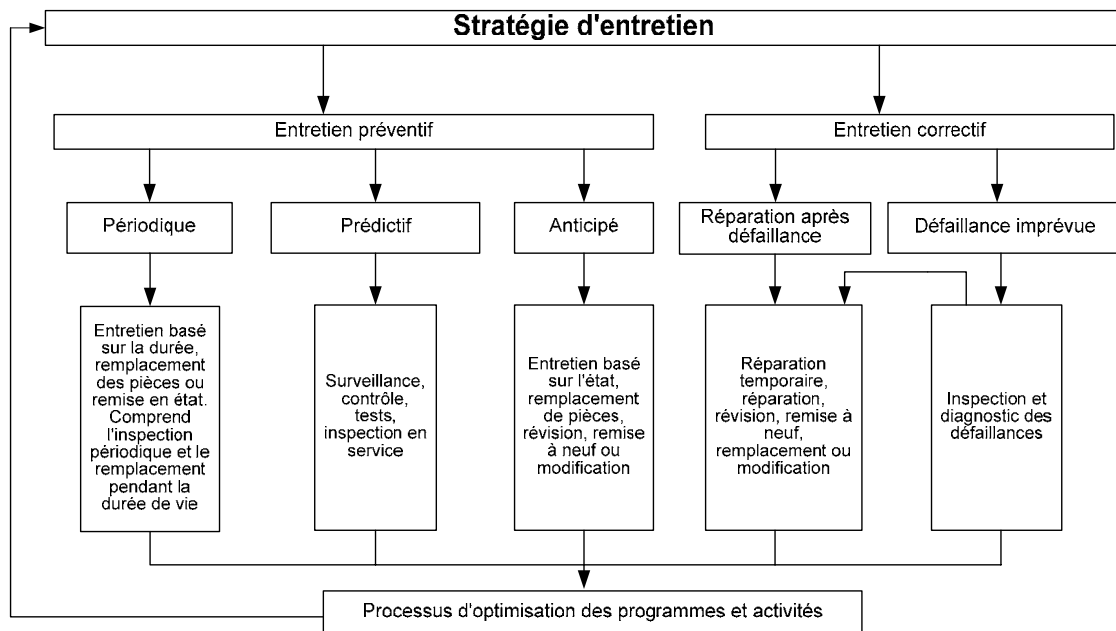 Stratégie d'entretien
Entretien préventif
Entretien correctif
Périodique
Prédictif
Anticipé
Réparation après
défaillance
Défaillance imprévue
Entretien basé
sur la durée,
remplacement
des pièces ou
remise en état.
Comprend
l'inspection
périodique et le
remplacement
pendant la
durée de vie
Surveillance,
contrôle,
tests,
inspection en
service
Entretien basé
sur l'état,
remplacement
de pièces,
révision, remise
à neuf ou
modification
Réparation
temporaire,
réparation,
révision, remise à
neuf,
remplacement ou
modification
Inspection et
diagnostic des
défaillances
Processus d'optimisation des programmes et activités